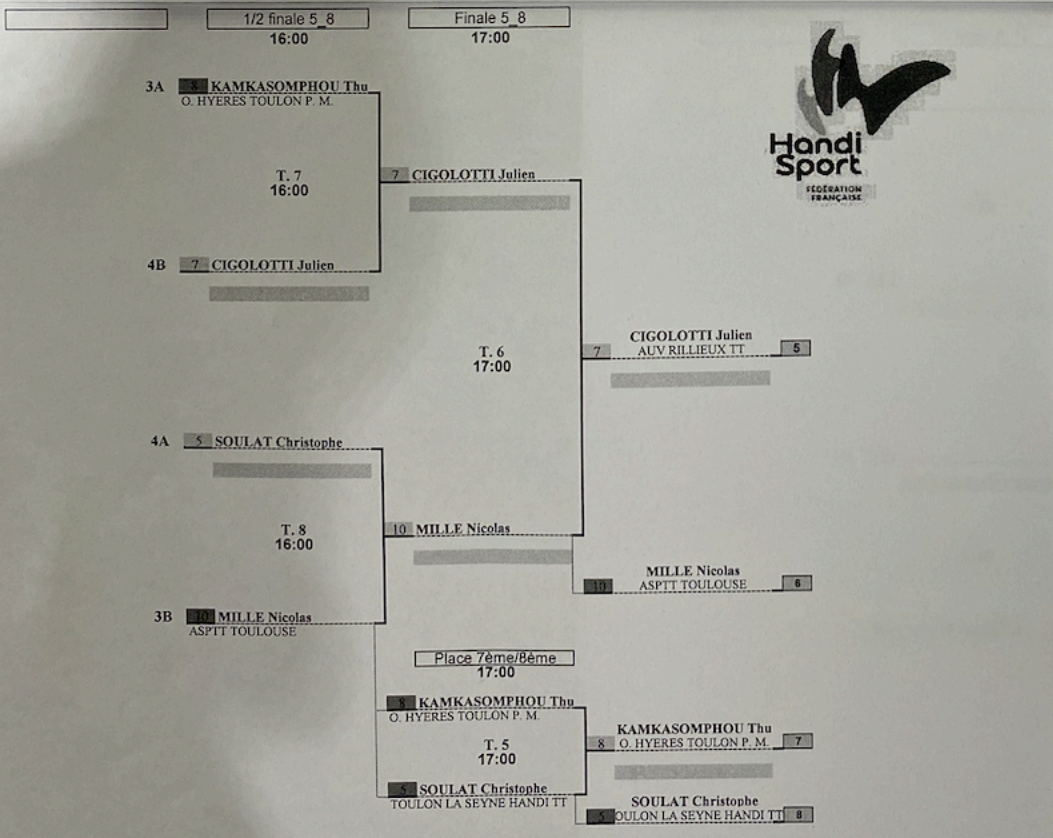 1/2 finale 5_8
16:00
Finale 5_8
17:00
Handi
Sport
FÉDÉRATION
FRANÇAISE
3A 8 KAMKASOMPHOU Thu
O. HYERES TOULON P. M.
T. 7
16:00
7 CIGOLOTTI Julien
4B 7 CIGOLOTTI Julien
T. 6
17:00
7 CIGOLOTTI Julien 5
AUV RILLIEUX TT
4A 5 SOULAT Christophe
T. 8
16:00
10 MILLE Nicolas
10 MILLE Nicolas 6
ASPTT TOULOUSE
3B 10 MILLE Nicolas
ASPTT TOULOUSE
Place 7ème/8ème
17:00
8 KAMKASOMPHOU Thu
O. HYERES TOULON P. M.
T. 5
17:00
8 KAMKASOMPHOU Thu 7
O. HYERES TOULON P. M.
5 SOULAT Christophe
TOULON LA SEYNE HANDI TT
5 SOULAT Christophe 8
OULON LA SEYNE HANDI TT